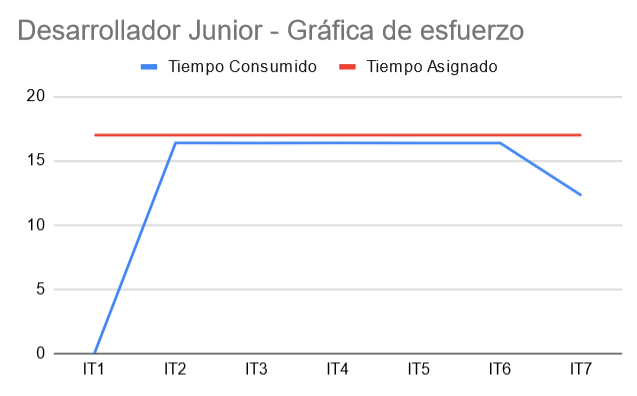 Desarrollador Junior - Gráfica de esfuerzo
Tiempo Consumido Tiempo Asignado
20
15
10
5
0
IT1 IT2 IT3 IT4 IT5 IT6 IT7